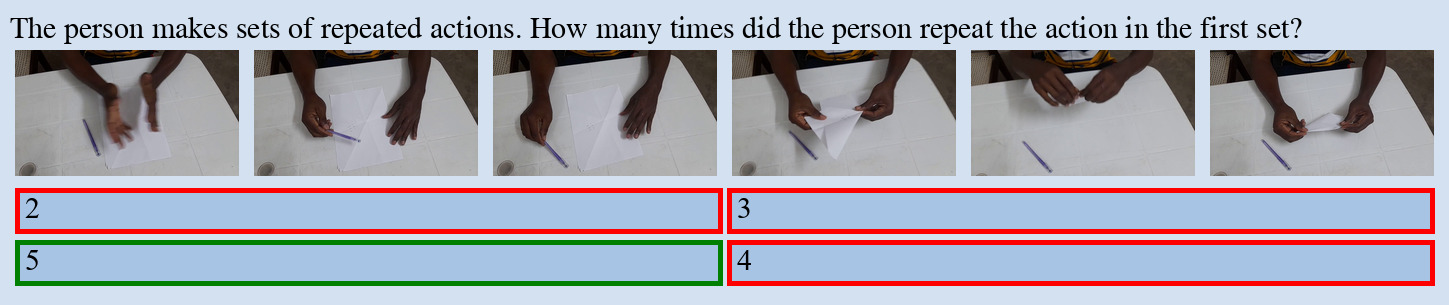 The person makes sets of repeated actions. How many times did the person repeat the action in the first set?
2
3
5
4